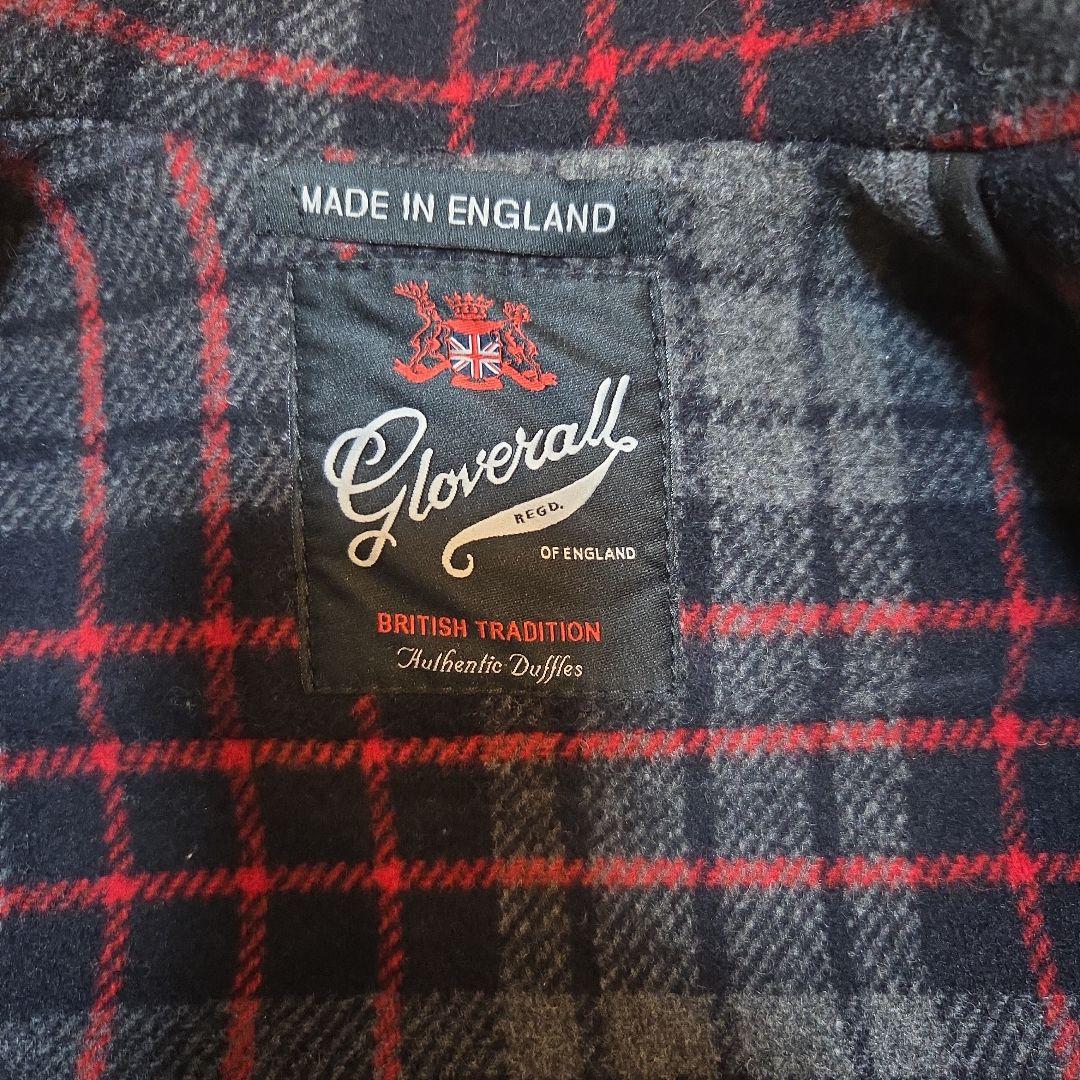 MADE IN ENGLAND
Gloverall
REGD.
OF ENGLAND
BRITISH TRADITION
Authentic Duffles